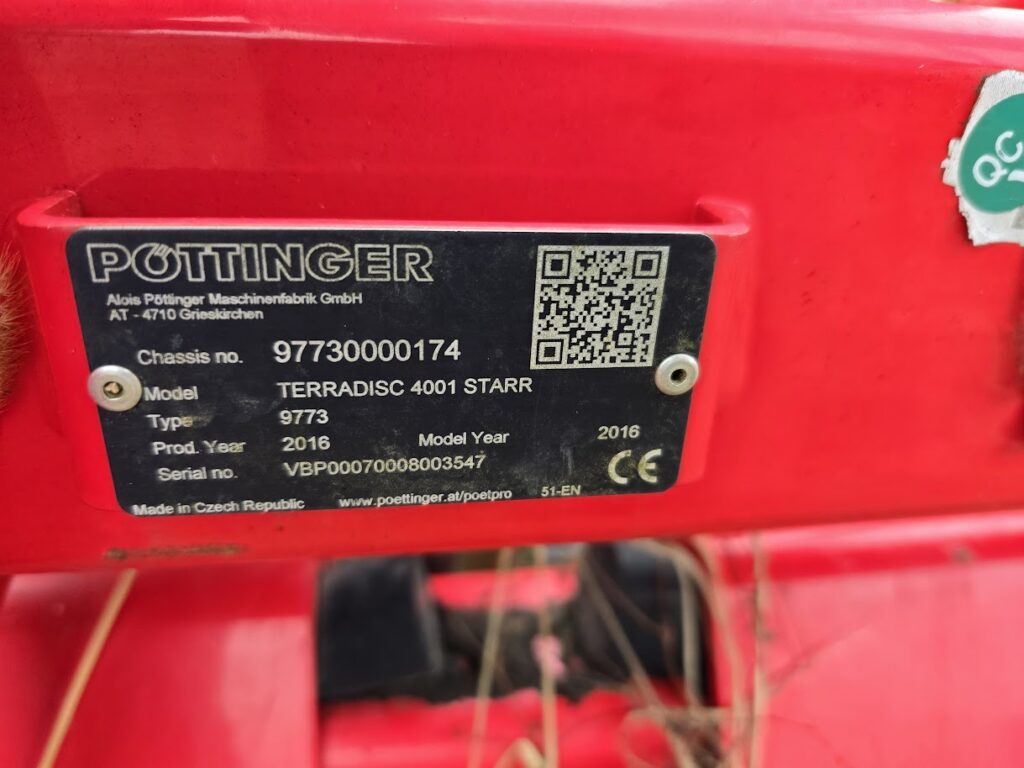 PÖTTINGER
Alois Pöttinger Maschinenfabrik GmbH
AT - 4710 Grieskirchen
Chassis no. 97730000174
Model TERRADISC 4001 STARR
Type 9773
Prod. Year 2016 Model Year 2016
Serial no. VBP00070008003547
CE
Made in Czech Republic www.poettinger.at/poetpro 51-EN
QC